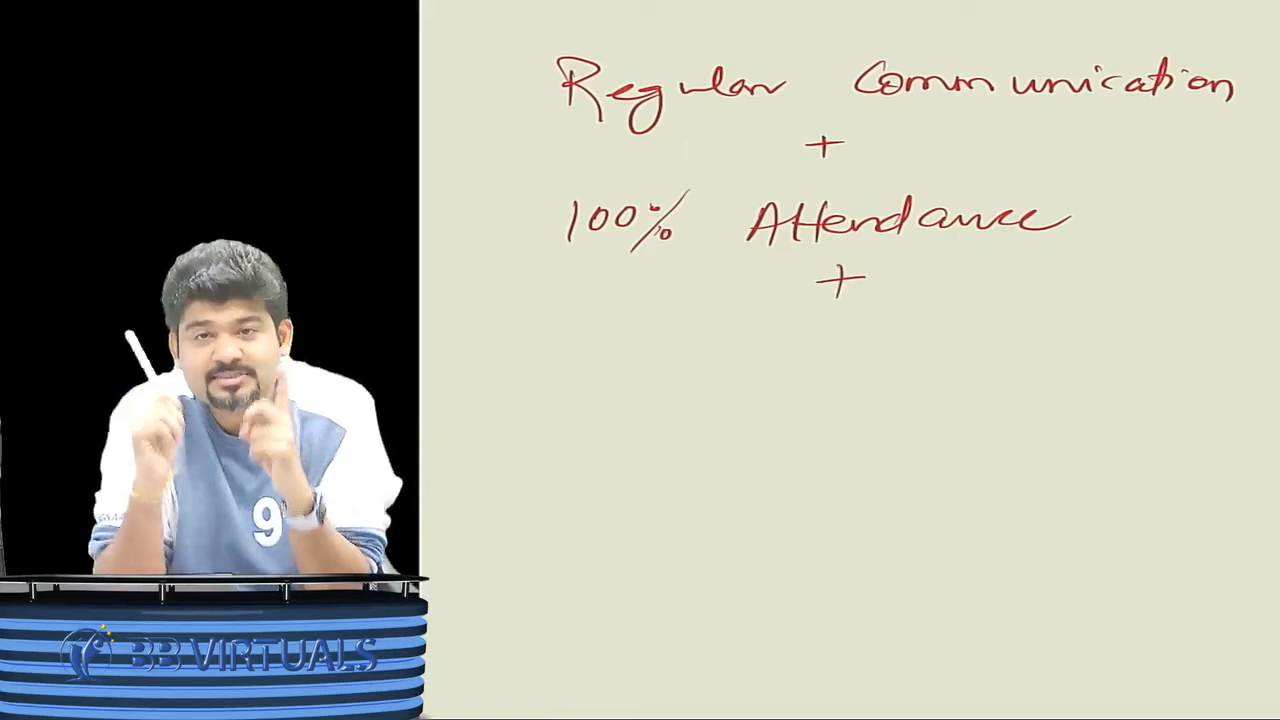 Regular Communication
+
100% Attendance
+
9
BB VIRTUALS